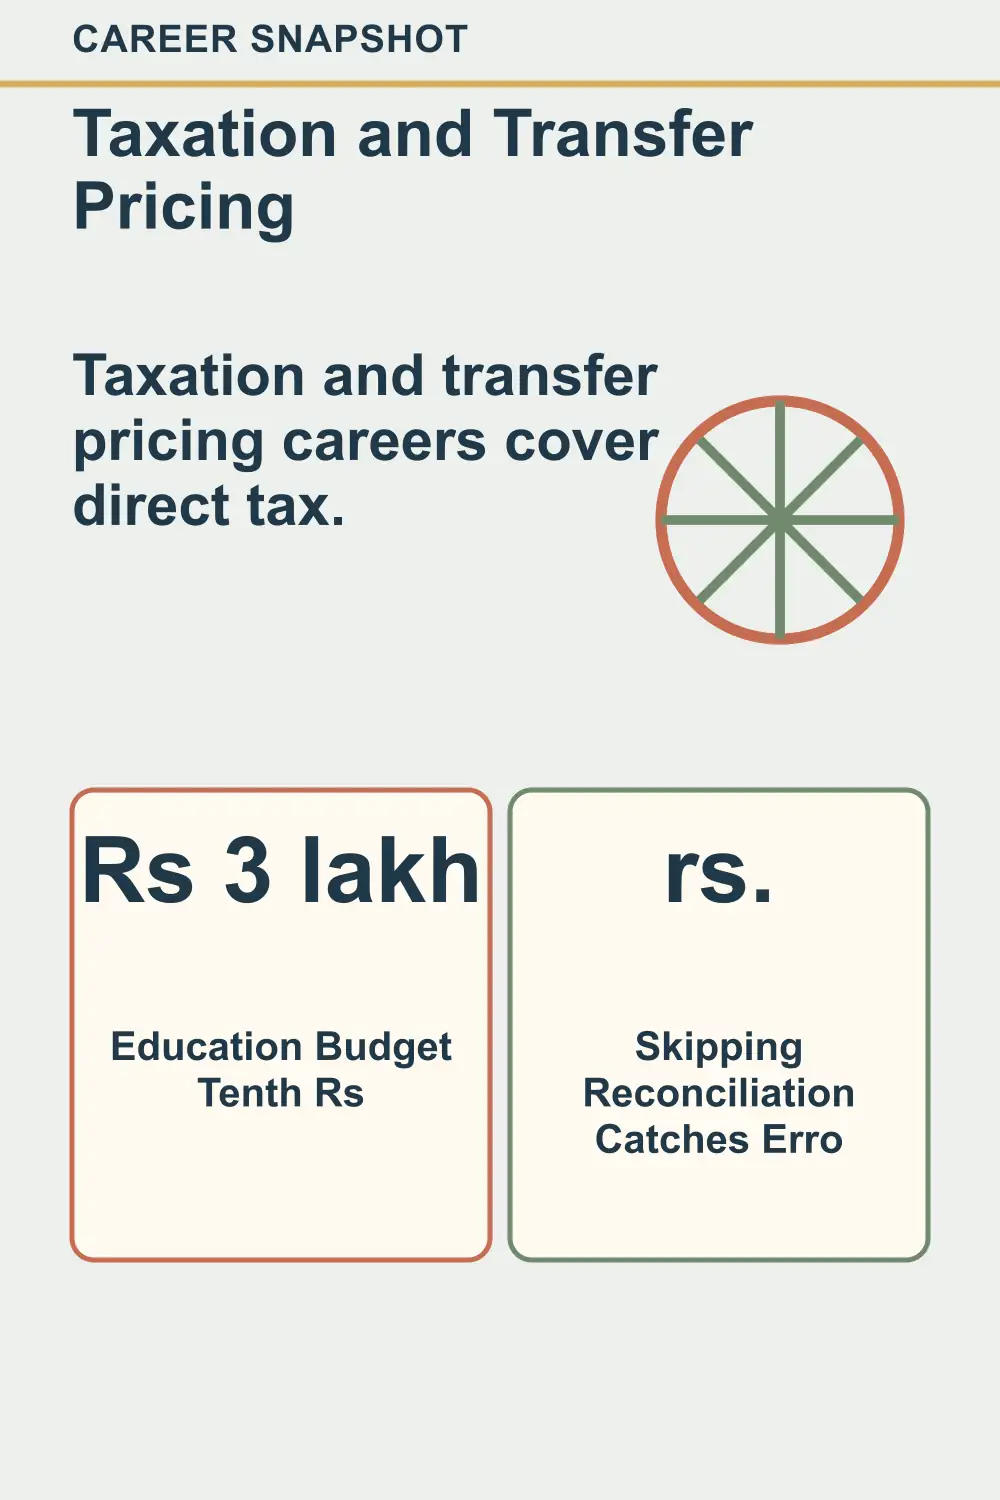 CAREER SNAPSHOT
Taxation and Transfer
Pricing
Taxation and transfer
pricing careers cover
direct tax.
Rs 3 lakh
Education Budget
Tenth Rs
rs.
Skipping
Reconciliation
Catches Erro